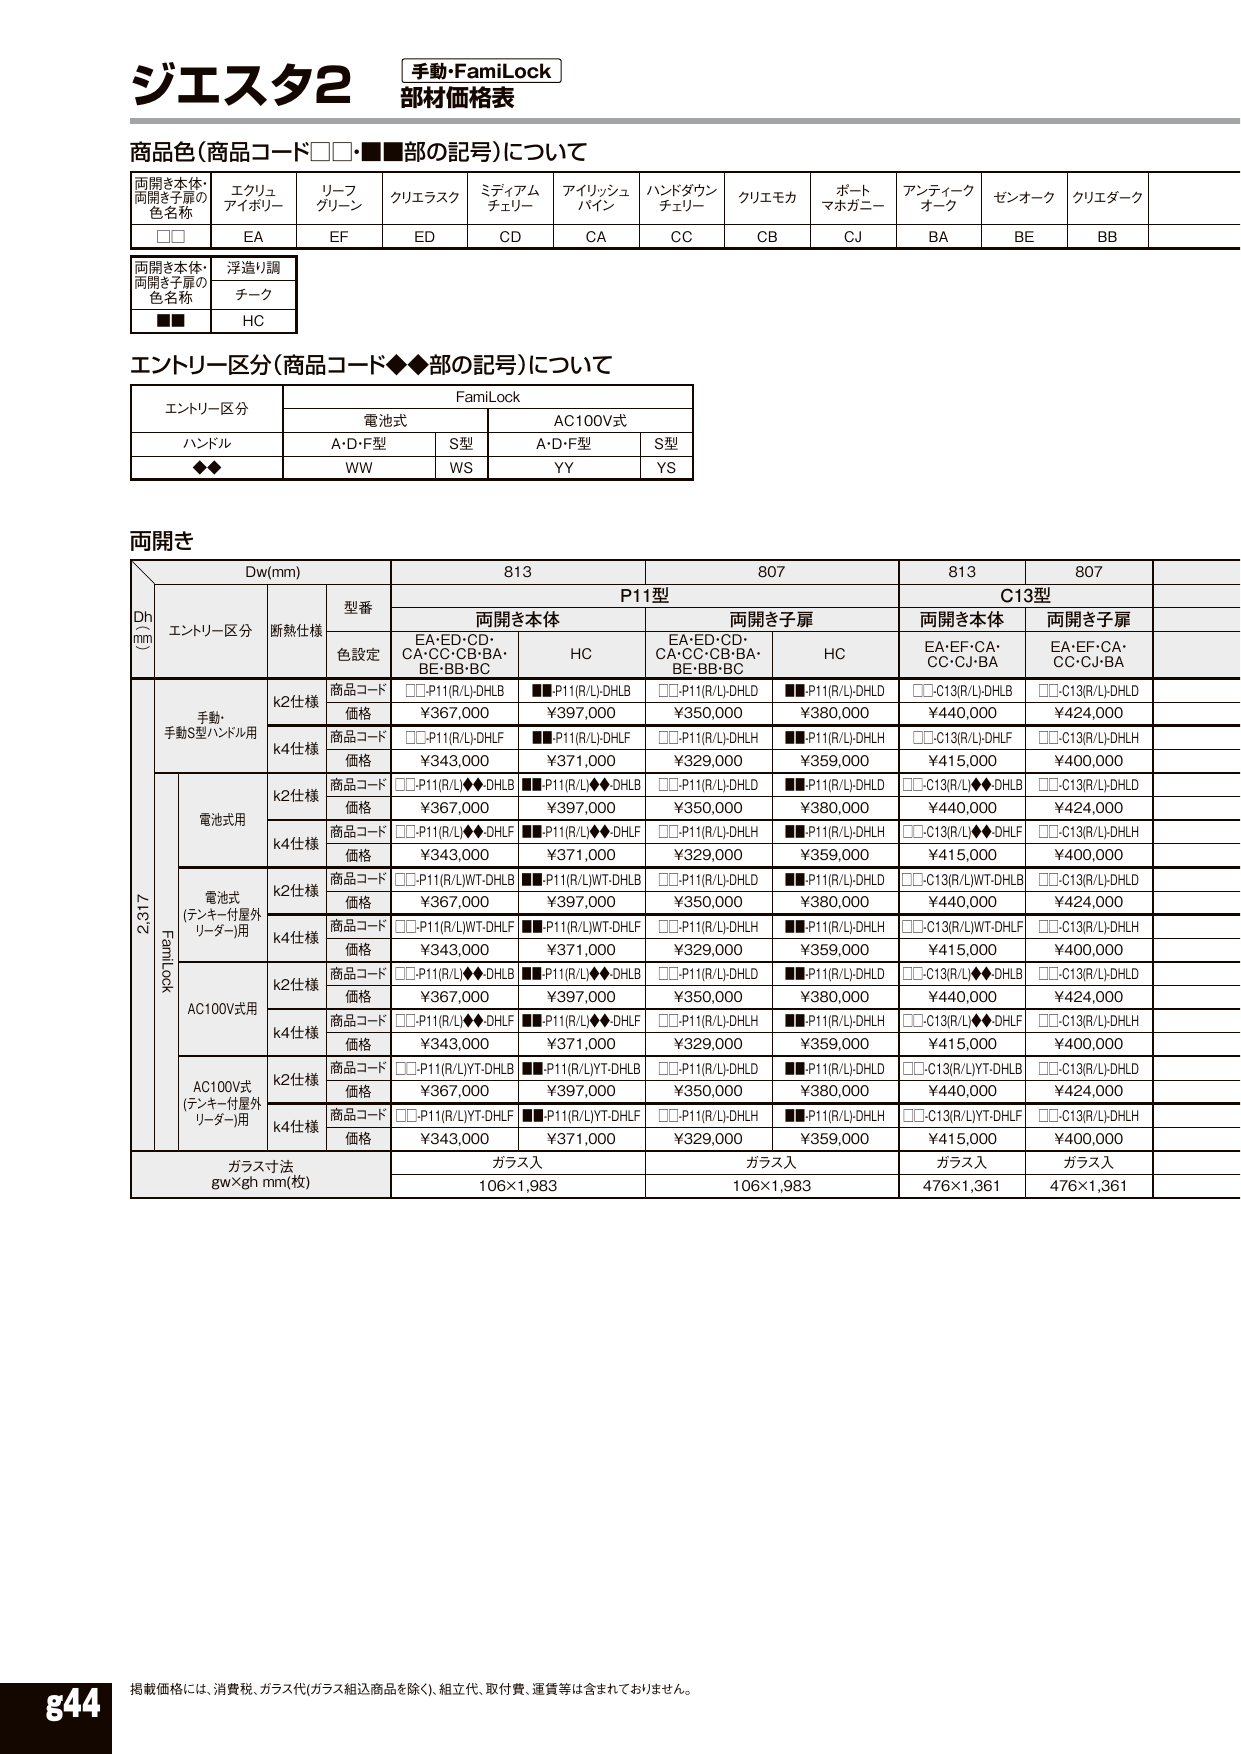 ジエスタ2
手動・FamiLock
部材価格表
商品色（商品コード□□・■■部の記号）について
両開き本体・両開き子扉の色名称 エクリュアイボリー リーフグリーン クリエラスク ミディアムチェリー アイリッシュパイン ハンドダウンチェリー クリエモカ ポートマホガニー アンティークオーク ゼンオーク クリエダーク
□□ EA EF ED CD CA CC CB CJ BA BE BB
両開き本体・両開き子扉の色名称 浮造り調
チーク
■■ HC
エントリー区分（商品コード◆◆部の記号）について
エントリー区分 FamiLock
電池式 AC100V式
ハンドル A・D・F型 S型 A・D・F型 S型
◆◆ WW WS YY YS
両開き
Dw(mm) 813 807 813 807
Dh(mm) エントリー区分 断熱仕様 型番 P11型 C13型
両開き本体 両開き子扉 両開き本体 両開き子扉
色設定 EA・ED・CD・CA・CC・CB・BA・BE・BB・BC HC EA・ED・CD・CA・CC・CB・BA・BE・BB・BC HC EA・EF・CA・CC・CJ・BA EA・EF・CA・CC・CJ・BA
2,317
手動・手動S型ハンドル用
k2仕様 商品コード □□-P11(R/L)-DHLB ■■-P11(R/L)-DHLB □□-P11(R/L)-DHLD ■■-P11(R/L)-DHLD □□-C13(R/L)-DHLB □□-C13(R/L)-DHLD
価格 ¥367,000 ¥397,000 ¥350,000 ¥380,000 ¥440,000 ¥424,000
k4仕様 商品コード □□-P11(R/L)-DHLF ■■-P11(R/L)-DHLF □□-P11(R/L)-DHLH ■■-P11(R/L)-DHLH □□-C13(R/L)-DHLF □□-C13(R/L)-DHLH
価格 ¥343,000 ¥371,000 ¥329,000 ¥359,000 ¥415,000 ¥400,000
FamiLock
電池式用
k2仕様 商品コード □□-P11(R/L)◆◆-DHLB ■■-P11(R/L)◆◆-DHLB □□-P11(R/L)-DHLD ■■-P11(R/L)-DHLD □□-C13(R/L)◆◆-DHLB □□-C13(R/L)-DHLD
価格 ¥367,000 ¥397,000 ¥350,000 ¥380,000 ¥440,000 ¥424,000
k4仕様 商品コード □□-P11(R/L)◆◆-DHLF ■■-P11(R/L)◆◆-DHLF □□-P11(R/L)-DHLH ■■-P11(R/L)-DHLH □□-C13(R/L)◆◆-DHLF □□-C13(R/L)-DHLH
価格 ¥343,000 ¥371,000 ¥329,000 ¥359,000 ¥415,000 ¥400,000
電池式(テンキー付屋外リーダー)用
k2仕様 商品コード □□-P11(R/L)WT-DHLB ■■-P11(R/L)WT-DHLB □□-P11(R/L)-DHLD ■■-P11(R/L)-DHLD □□-C13(R/L)WT-DHLB □□-C13(R/L)-DHLD
価格 ¥367,000 ¥397,000 ¥350,000 ¥380,000 ¥440,000 ¥424,000
k4仕様 商品コード □□-P11(R/L)WT-DHLF ■■-P11(R/L)WT-DHLF □□-P11(R/L)-DHLH ■■-P11(R/L)-DHLH □□-C13(R/L)WT-DHLF □□-C13(R/L)-DHLH
価格 ¥343,000 ¥371,000 ¥329,000 ¥359,000 ¥415,000 ¥400,000
AC100V式用
k2仕様 商品コード □□-P11(R/L)◆◆-DHLB ■■-P11(R/L)◆◆-DHLB □□-P11(R/L)-DHLD ■■-P11(R/L)-DHLD □□-C13(R/L)◆◆-DHLB □□-C13(R/L)-DHLD
価格 ¥367,000 ¥397,000 ¥350,000 ¥380,000 ¥440,000 ¥424,000
k4仕様 商品コード □□-P11(R/L)◆◆-DHLF ■■-P11(R/L)◆◆-DHLF □□-P11(R/L)-DHLH ■■-P11(R/L)-DHLH □□-C13(R/L)◆◆-DHLF □□-C13(R/L)-DHLH
価格 ¥343,000 ¥371,000 ¥329,000 ¥359,000 ¥415,000 ¥400,000
AC100V式(テンキー付屋外リーダー)用
k2仕様 商品コード □□-P11(R/L)YT-DHLB ■■-P11(R/L)YT-DHLB □□-P11(R/L)-DHLD ■■-P11(R/L)-DHLD □□-C13(R/L)YT-DHLB □□-C13(R/L)-DHLD
価格 ¥367,000 ¥397,000 ¥350,000 ¥380,000 ¥440,000 ¥424,000
k4仕様 商品コード □□-P11(R/L)YT-DHLF ■■-P11(R/L)YT-DHLF □□-P11(R/L)-DHLH ■■-P11(R/L)-DHLH □□-C13(R/L)YT-DHLF □□-C13(R/L)-DHLH
価格 ¥343,000 ¥371,000 ¥329,000 ¥359,000 ¥415,000 ¥400,000
ガラス寸法 gw×gh mm(枚) ガラス入 ガラス入 ガラス入 ガラス入
106×1,983 106×1,983 476×1,361 476×1,361
掲載価格には、消費税、ガラス代(ガラス組込商品を除く)、組立代、取付費、運賃等は含まれておりません。
g44